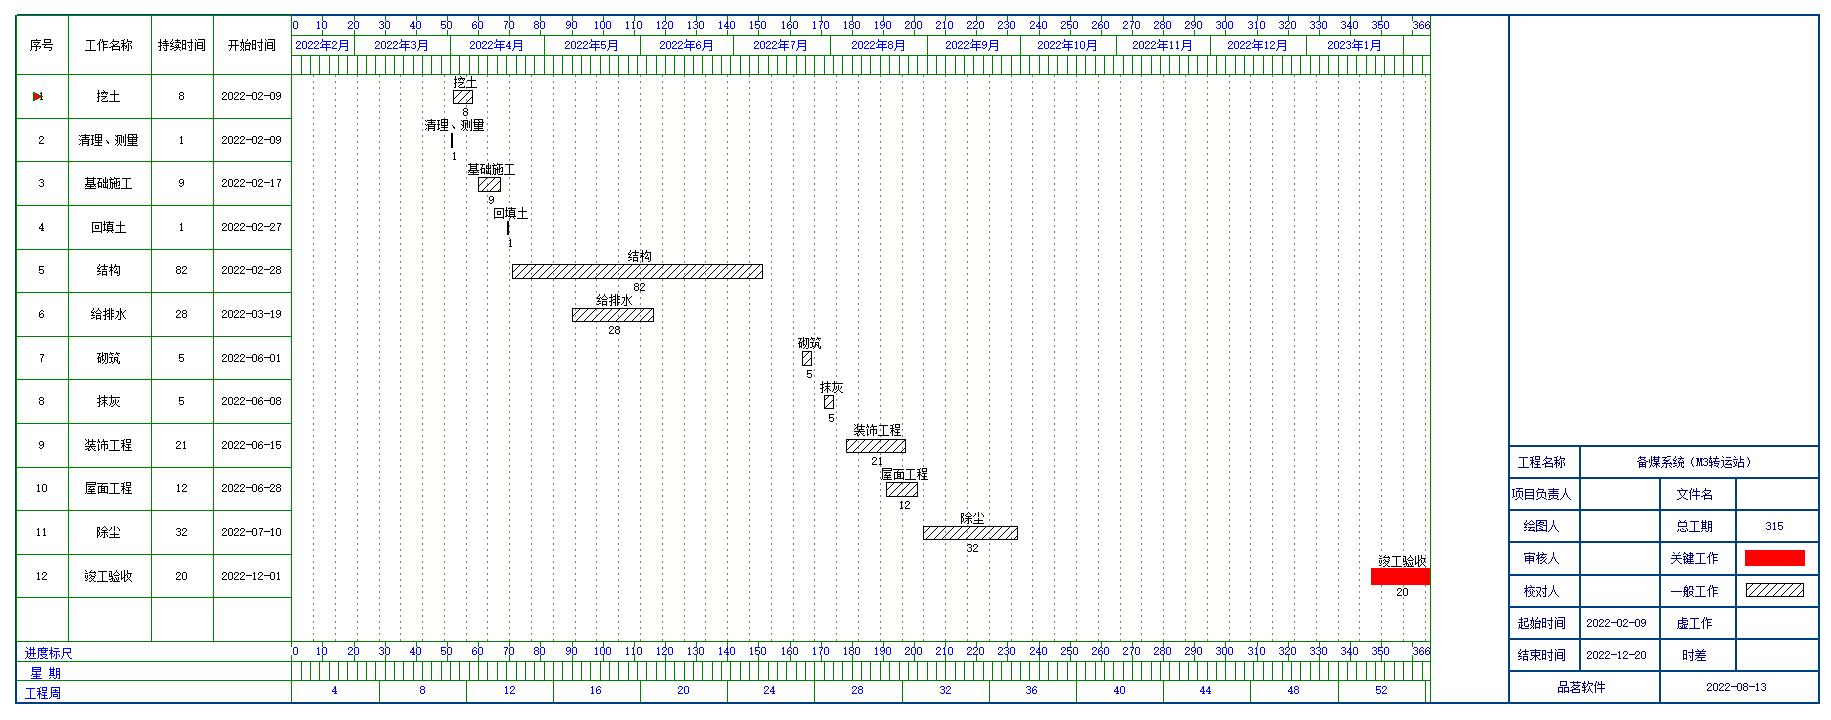 序号 工作名称 持续时间 开始时间
0 10 20 30 40 50 60 70 80 90 100 110 120 130 140 150 160 170 180 190 200 210 220 230 240 250 260 270 280 290 300 310 320 330 340 350 366
2022年2月 2022年3月 2022年4月 2022年5月 2022年6月 2022年7月 2022年8月 2022年9月 2022年10月 2022年11月 2022年12月 2023年1月
挖土
挖土 8 2022-02-09
8
清理、测量
2 清理、测量 1 2022-02-09
1
基础施工
3 基础施工 9 2022-02-17
9
回填土
4 回填土 1 2022-02-27
1
结构
5 结构 82 2022-02-28
82
给排水
6 给排水 28 2022-03-19
28
砌筑
7 砌筑 5 2022-06-01
5
抹灰
8 抹灰 5 2022-06-08
5
装饰工程
9 装饰工程 21 2022-06-15
21
屋面工程
10 屋面工程 12 2022-06-28
12
除尘
11 除尘 32 2022-07-10
32
竣工验收
12 竣工验收 20 2022-12-01
20
进度标尺 0 10 20 30 40 50 60 70 80 90 100 110 120 130 140 150 160 170 180 190 200 210 220 230 240 250 260 270 280 290 300 310 320 330 340 350 366
星 期
工程周 4 8 12 16 20 24 28 32 36 40 44 48 52
工程名称 备煤系统（M3转运站）
项目负责人 文件名
绘图人 总工期 315
审核人 关键工作
校对人 一般工作
起始时间 2022-02-09 虚工作
结束时间 2022-12-20 时差
品茗软件 2022-08-13